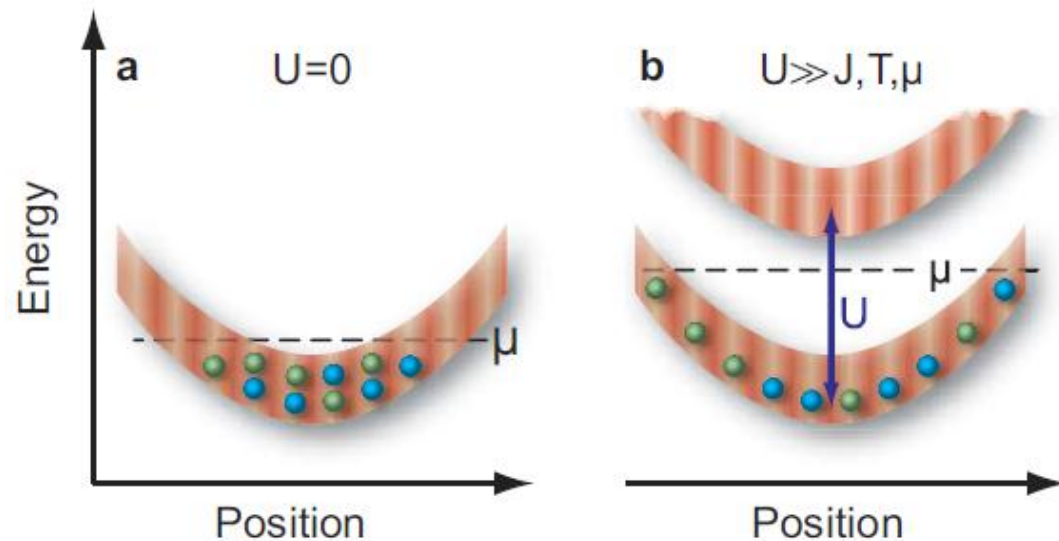 a
U=0
b
U≫J,T,μ
Energy
μ
μ
U
Position
Position